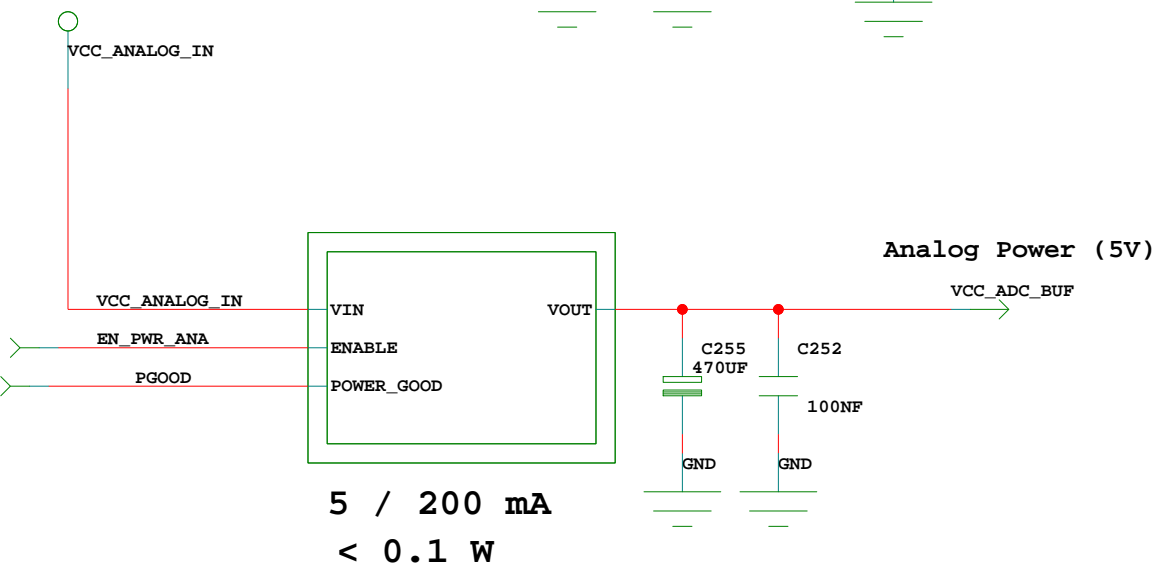 VCC_ANALOG_IN
Analog Power (5V)
VCC_ADC_BUF
VCC_ANALOG_IN
VIN
VOUT
EN_PWR_ANA
ENABLE
C255
C252
470UF
PGOOD
POWER_GOOD
100NF
GND
GND
5 / 200 mA
< 0.1 W